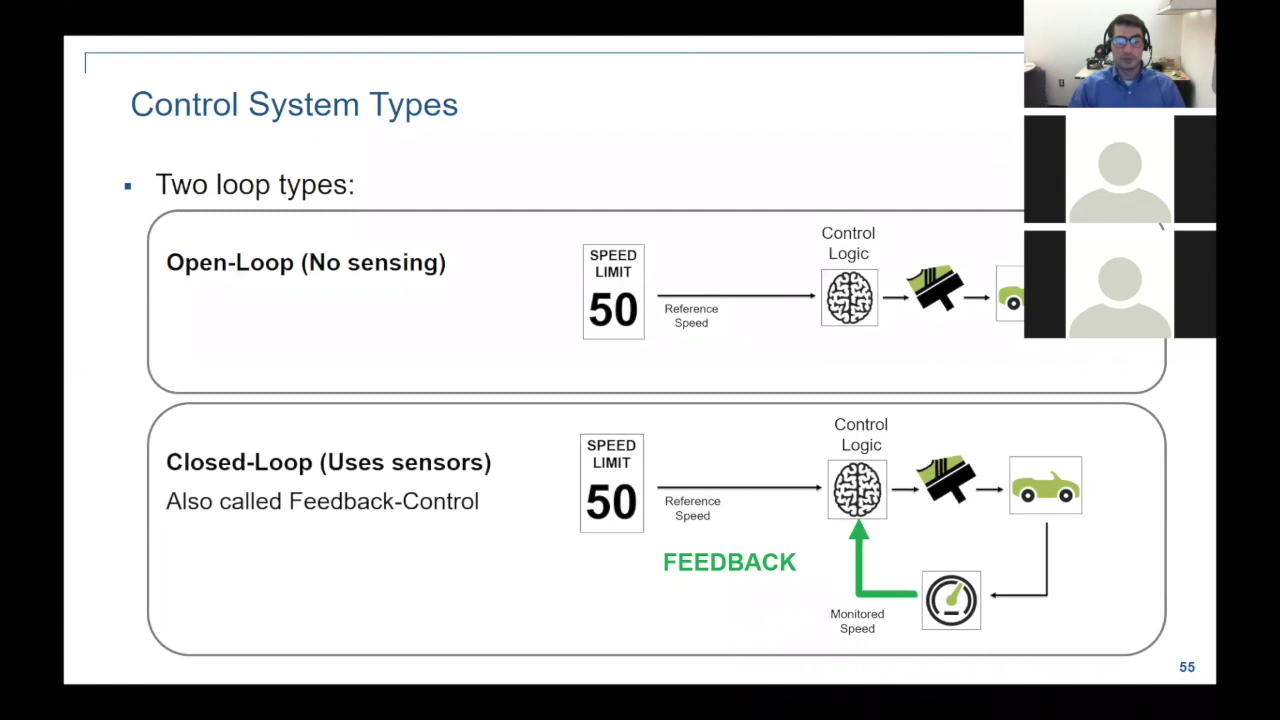 Control System Types
▪ Two loop types:
Open-Loop (No sensing)
SPEED
LIMIT
50
Reference
Speed
Control
Logic
Closed-Loop (Uses sensors)
Also called Feedback-Control
SPEED
LIMIT
50
Reference
Speed
Control
Logic
FEEDBACK
Monitored
Speed
55